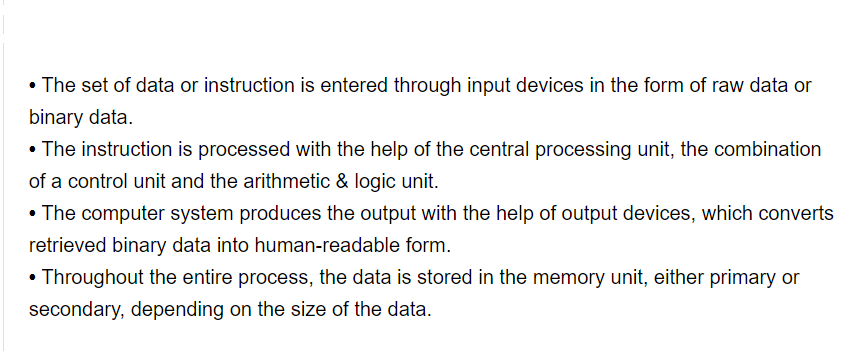 • The set of data or instruction is entered through input devices in the form of raw data or
binary data.
• The instruction is processed with the help of the central processing unit, the combination
of a control unit and the arithmetic & logic unit.
• The computer system produces the output with the help of output devices, which converts
retrieved binary data into human-readable form.
• Throughout the entire process, the data is stored in the memory unit, either primary or
secondary, depending on the size of the data.